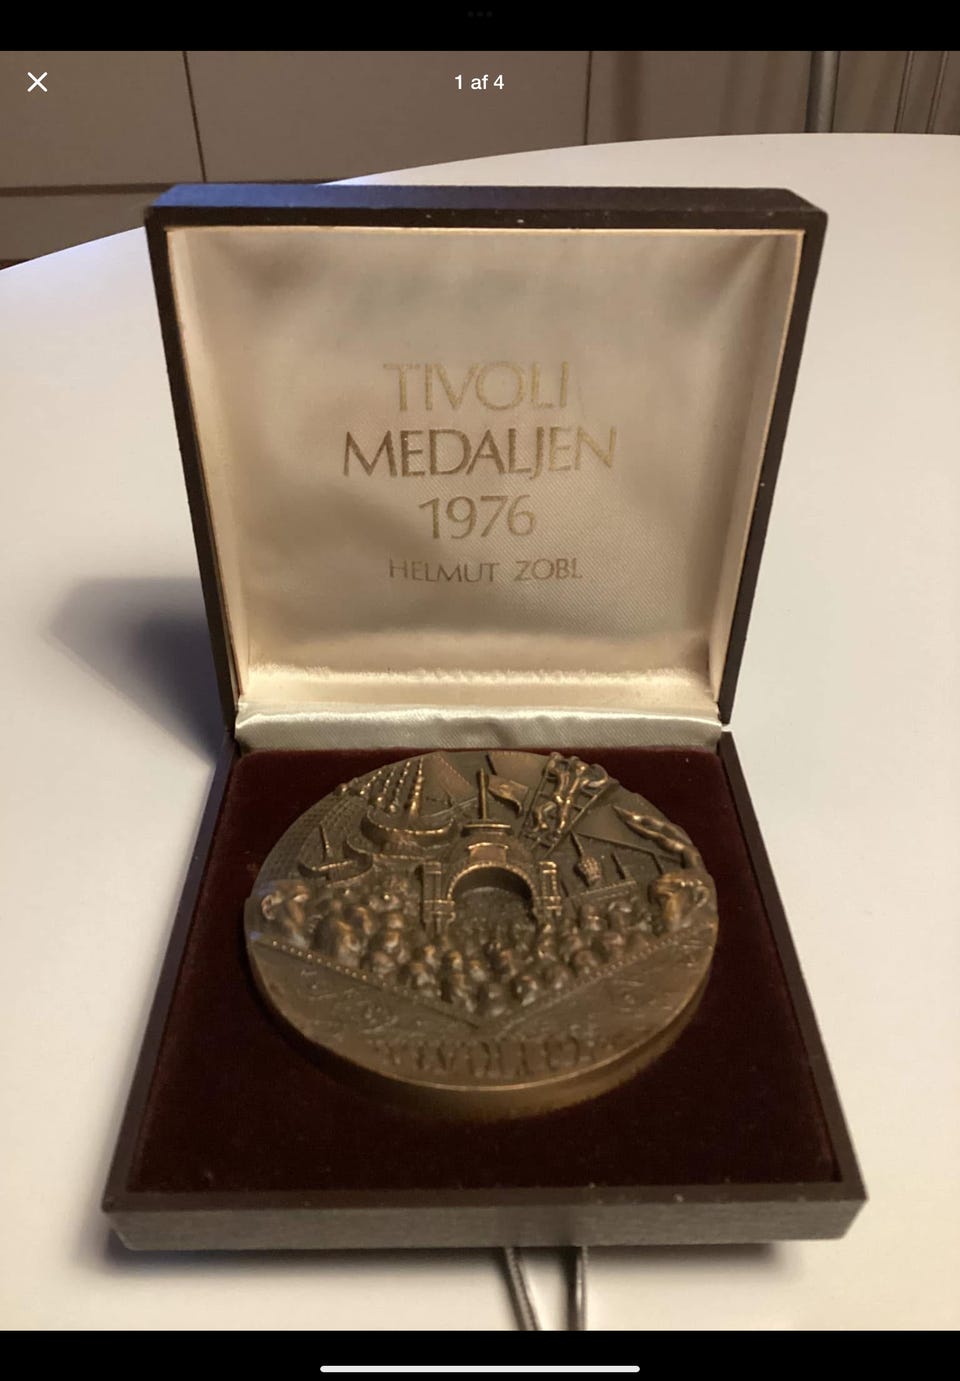 1 af 4
TIVOLI
MEDALJEN
1976
HELMUT ZOBL